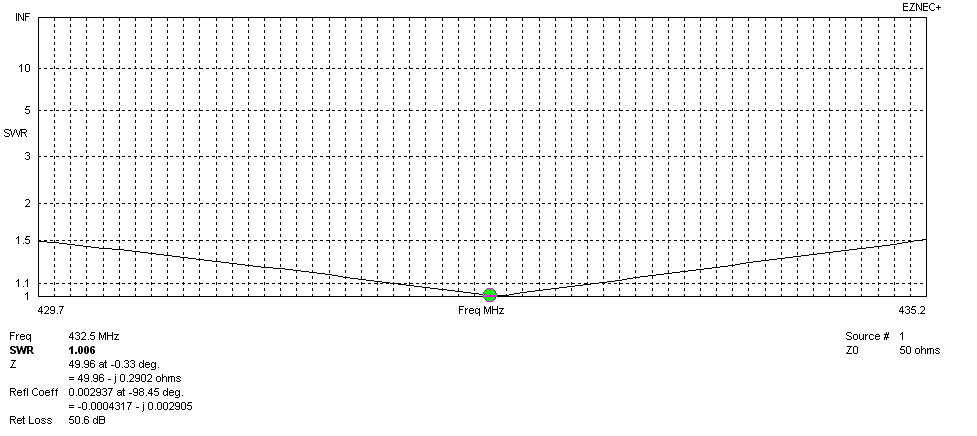 EZNEC+
INF
10
5
SWR
3
2
1.5
1.1
1
429.7 Freq MHz 435.2
Freq 432.5 MHz Source # 1
SWR 1.006 Z0 50 ohms
Z 49.96 at -0.33 deg.
= 49.96 - j 0.2902 ohms
Refl Coeff 0.002937 at -98.45 deg.
= -0.0004317 - j 0.002905
Ret Loss 50.6 dB